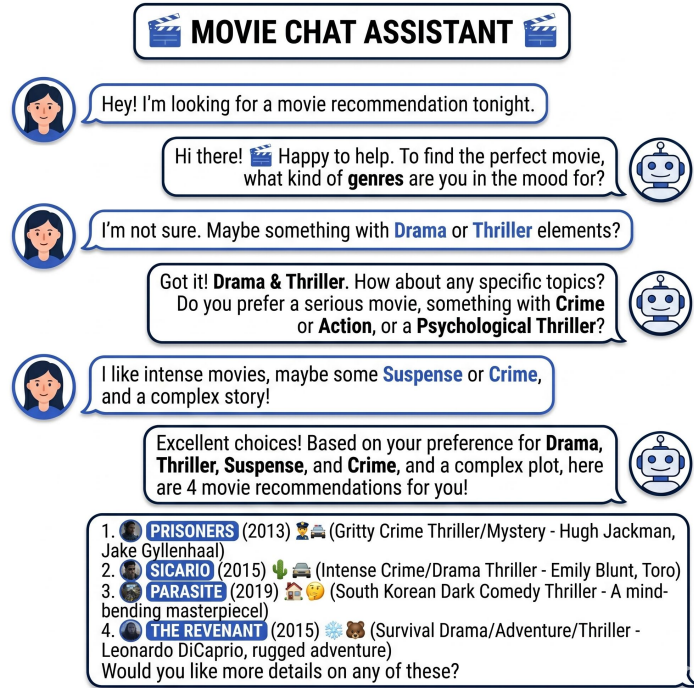 🎬 MOVIE CHAT ASSISTANT 🎬
Hey! I'm looking for a movie recommendation tonight.
Hi there! 🎬 Happy to help. To find the perfect movie,
what kind of genres are you in the mood for?
I'm not sure. Maybe something with Drama or Thriller elements?
Got it! Drama & Thriller. How about any specific topics?
Do you prefer a serious movie, something with Crime
or Action, or a Psychological Thriller?
I like intense movies, maybe some Suspense or Crime,
and a complex story!
Excellent choices! Based on your preference for Drama,
Thriller, Suspense, and Crime, and a complex plot, here
are 4 movie recommendations for you!
1. PRISONERS (2013) 👮🚔 (Gritty Crime Thriller/Mystery - Hugh Jackman,
Jake Gyllenhaal)
2. SICARIO (2015) 🌵🚔 (Intense Crime/Drama Thriller - Emily Blunt, Toro)
3. PARASITE (2019) 🏠🤔 (South Korean Dark Comedy Thriller - A mind-
bending masterpiecel)
4. THE REVENANT (2015) ❄️🐻 (Survival Drama/Adventure/Thriller -
Leonardo DiCaprio, rugged adventure)
Would you like more details on any of these?